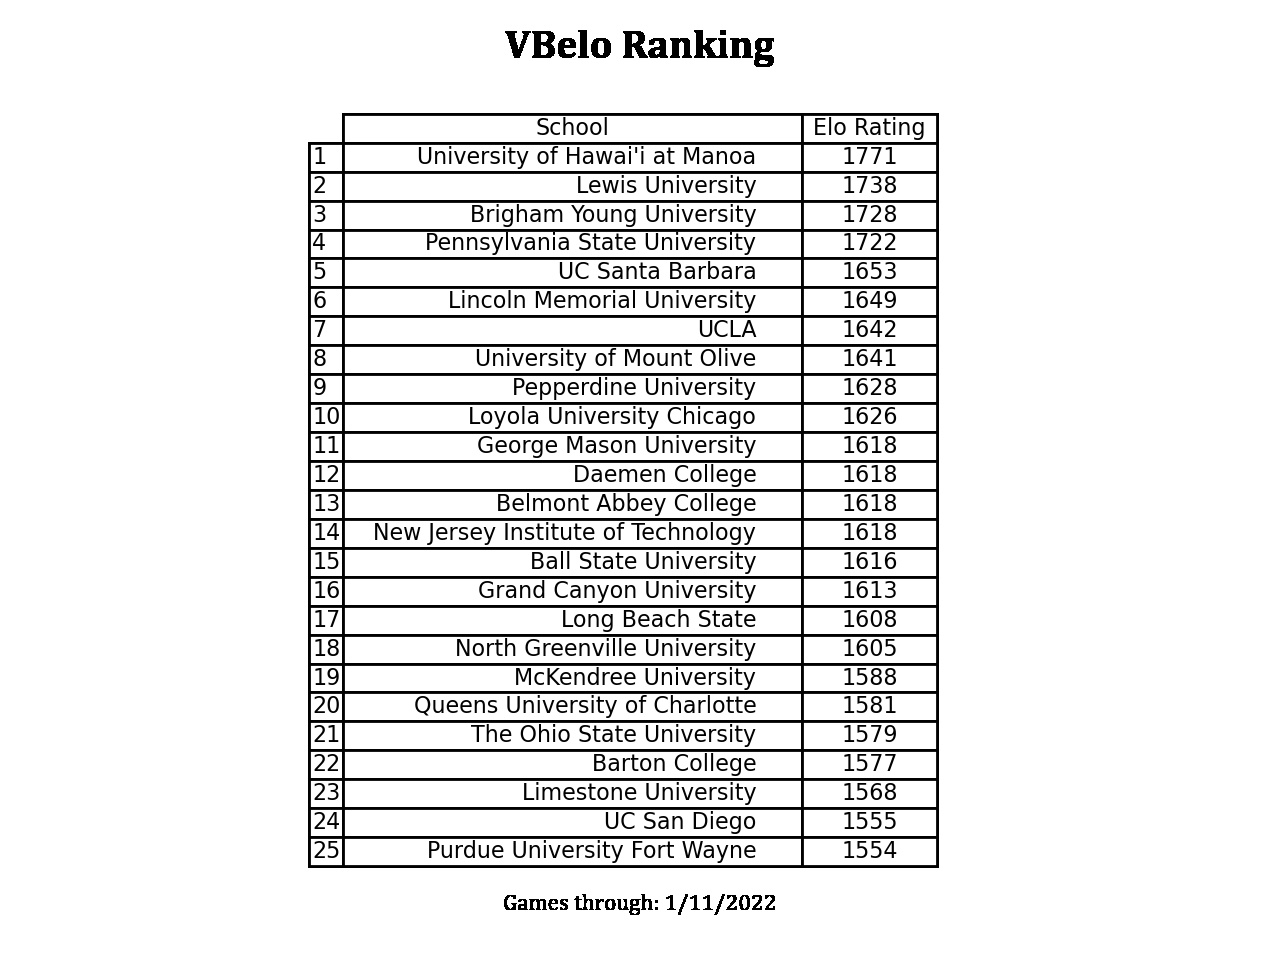 VBelo Ranking
School Elo Rating
1 University of Hawai'i at Manoa 1771
2 Lewis University 1738
3 Brigham Young University 1728
4 Pennsylvania State University 1722
5 UC Santa Barbara 1653
6 Lincoln Memorial University 1649
7 UCLA 1642
8 University of Mount Olive 1641
9 Pepperdine University 1628
10 Loyola University Chicago 1626
11 George Mason University 1618
12 Daemen College 1618
13 Belmont Abbey College 1618
14 New Jersey Institute of Technology 1618
15 Ball State University 1616
16 Grand Canyon University 1613
17 Long Beach State 1608
18 North Greenville University 1605
19 McKendree University 1588
20 Queens University of Charlotte 1581
21 The Ohio State University 1579
22 Barton College 1577
23 Limestone University 1568
24 UC San Diego 1555
25 Purdue University Fort Wayne 1554
Games through: 1/11/2022